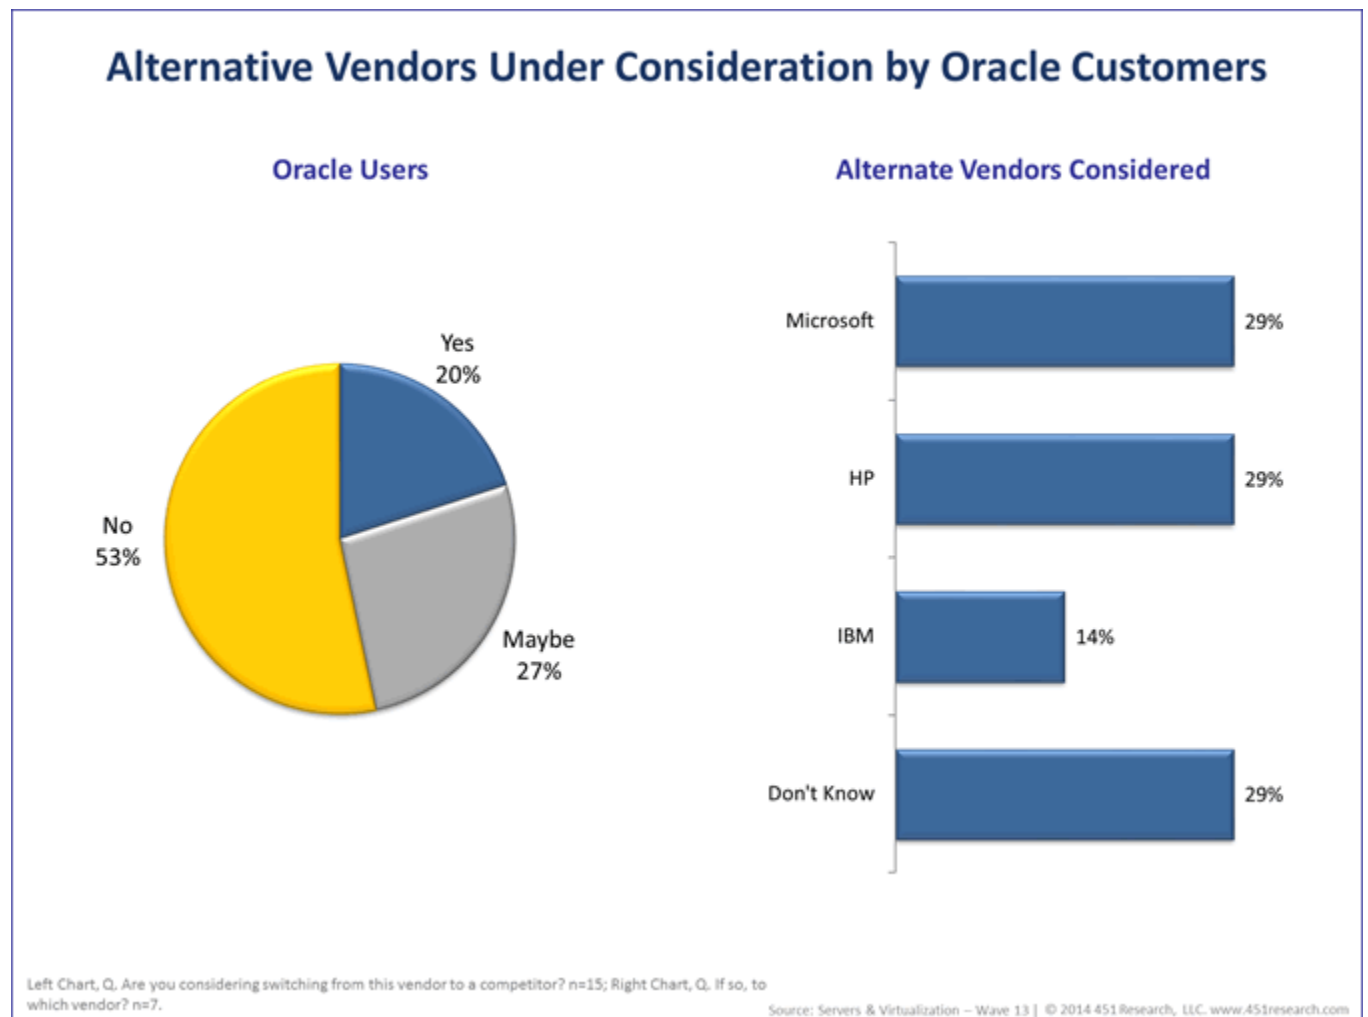 Alternative Vendors Under Consideration by Oracle Customers
Oracle Users
Yes
20%
No
53%
Maybe
27%
Alternate Vendors Considered
Microsoft
29%
HP
29%
IBM
14%
Don't Know
29%
Left Chart, Q. Are you considering switching from this vendor to a competitor? n=15; Right Chart, Q. If so, to
which vendor? n=7.
Source: Servers & Virtualization – Wave 13 | © 2014 451 Research, LLC. www.451research.com